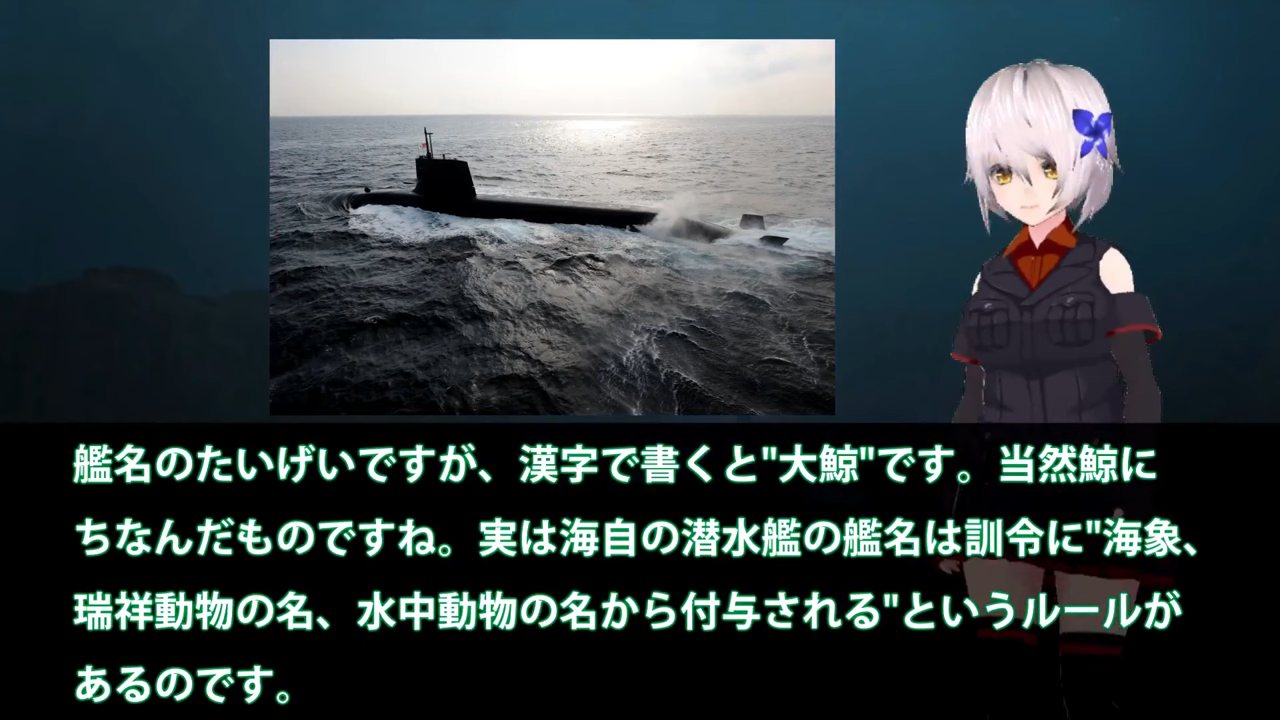 艦名のたいげいですが、漢字で書くと"大鯨"です。当然鯨に
ちなんだものですね。実は海自の潜水艦の艦名は訓令に"海象、
瑞祥動物の名、水中動物の名から付与される"というルールが
あるのです。